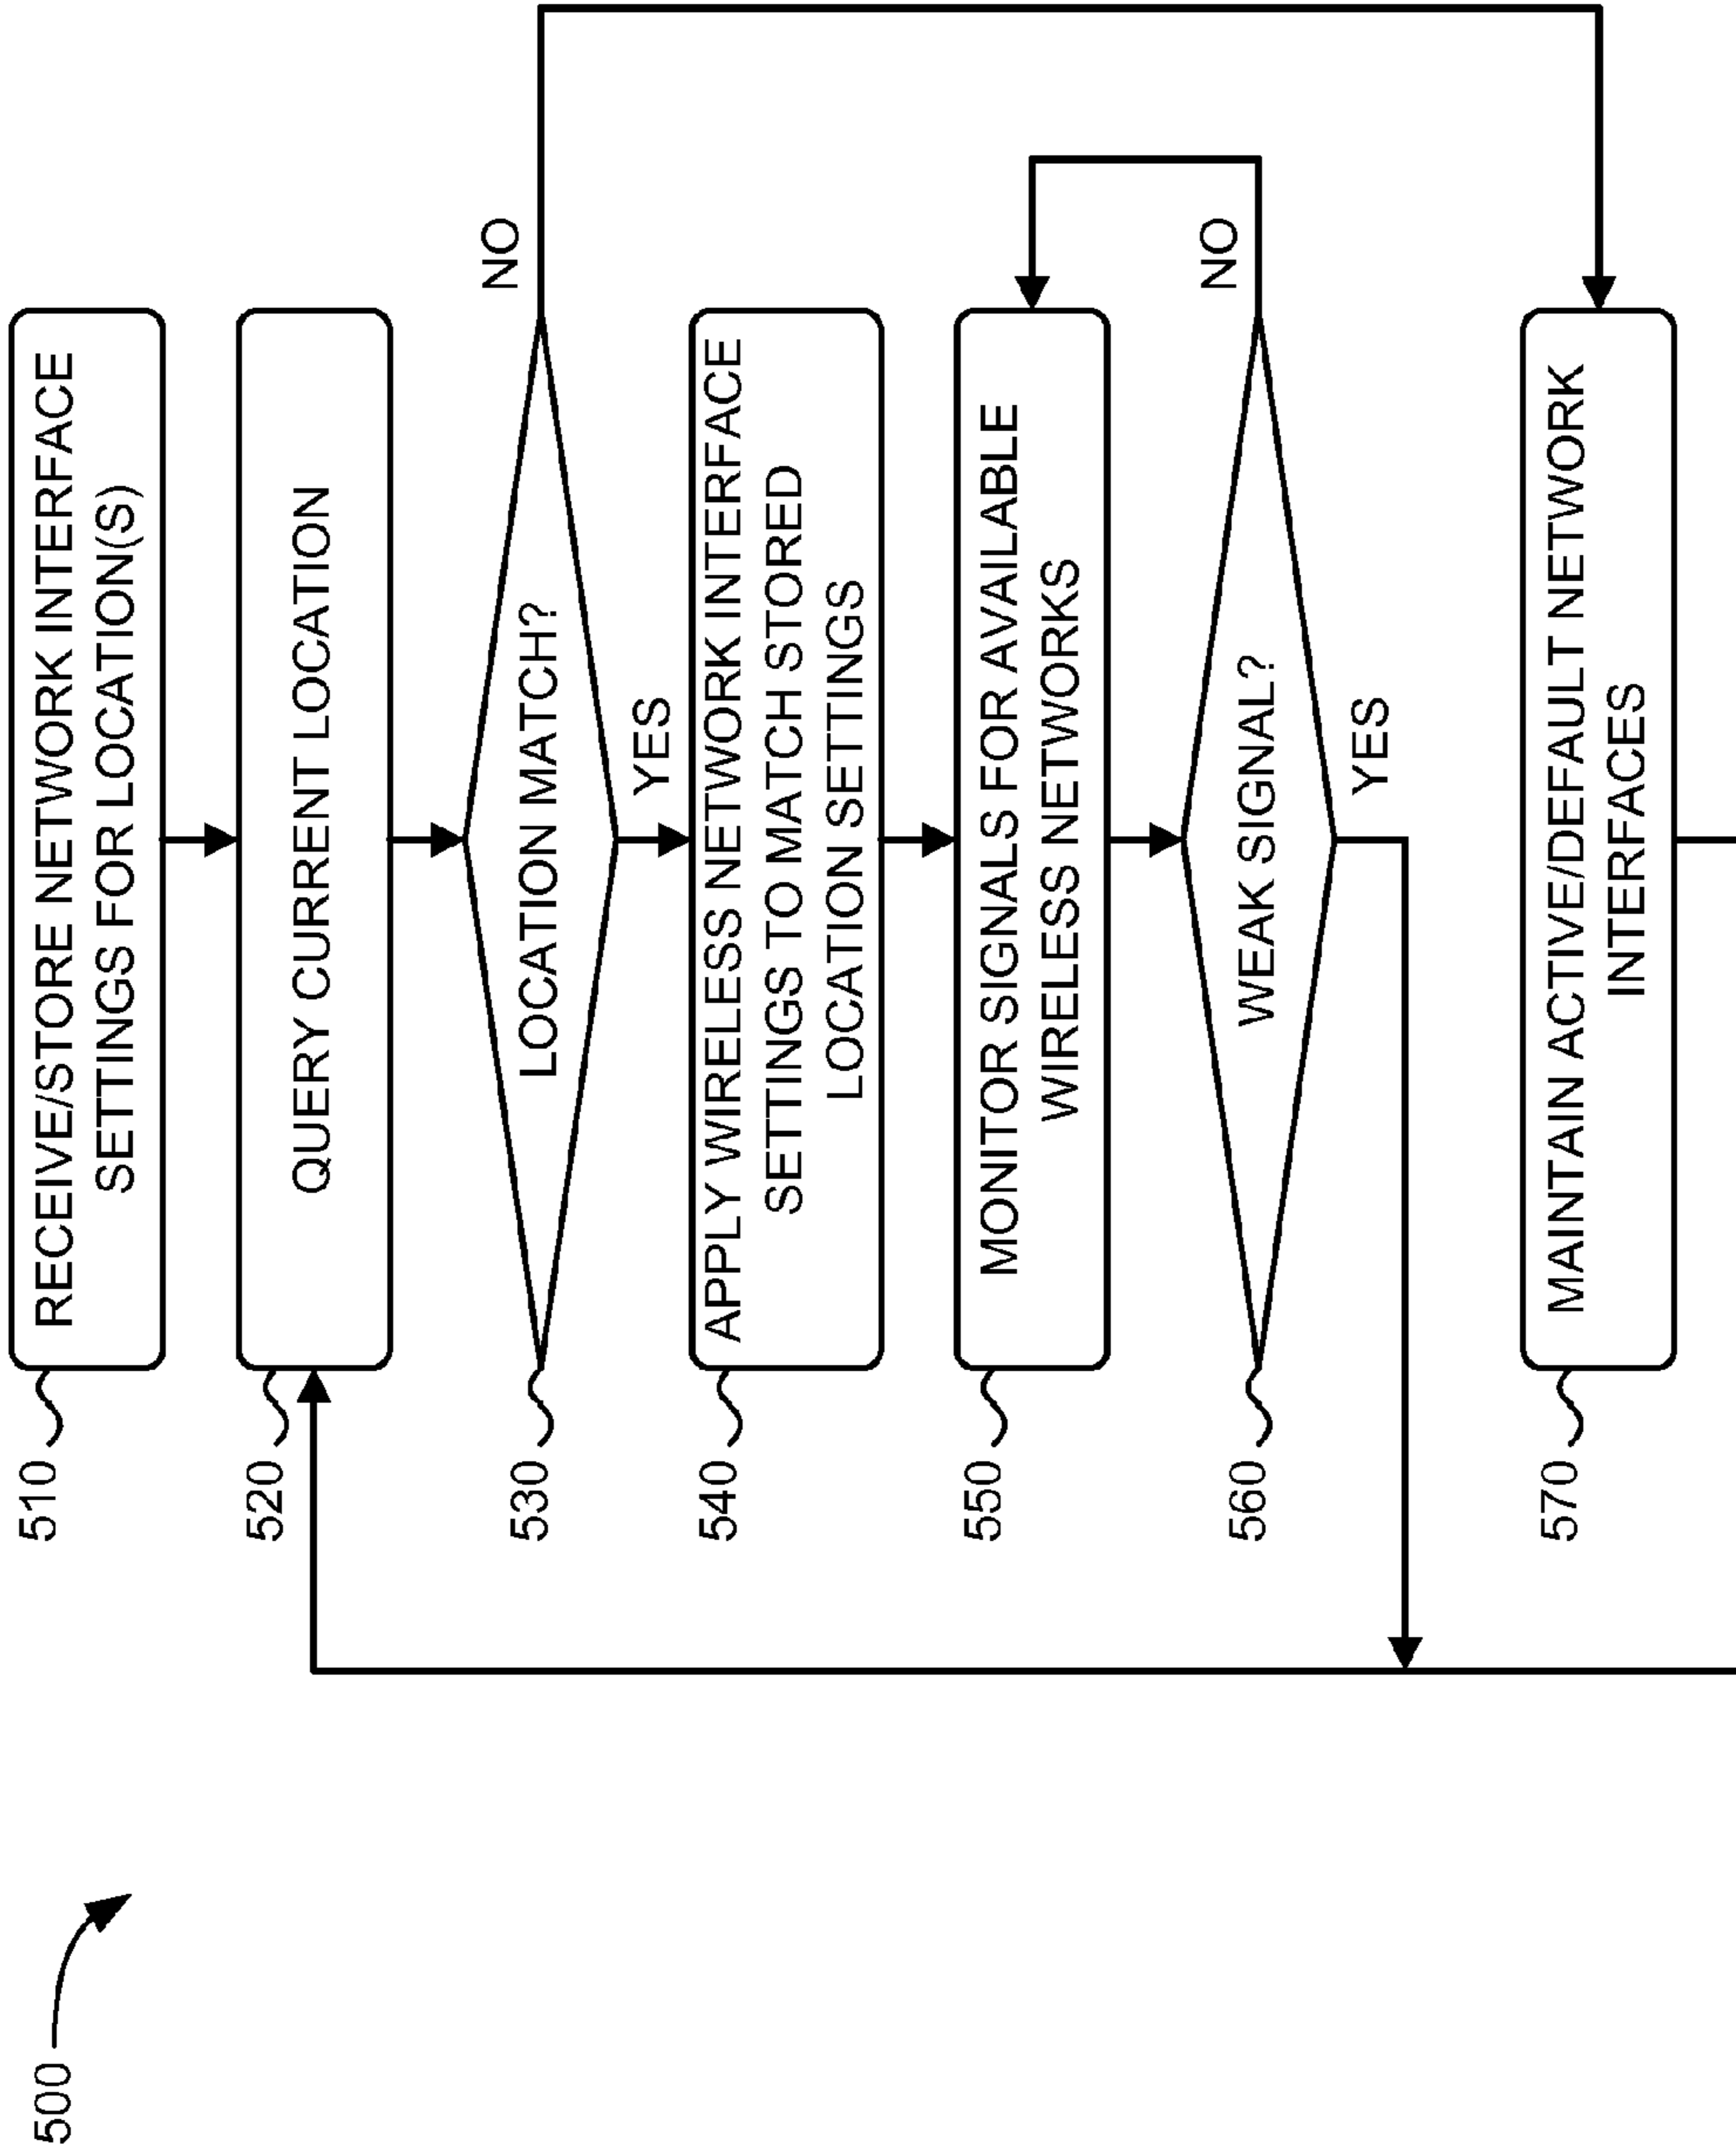 500
510
RECEIVE/STORE NETWORK INTERFACE
SETTINGS FOR LOCATION(S)
520
QUERY CURRENT LOCATION
530
LOCATION MATCH?
NO
YES
540
APPLY WIRELESS NETWORK INTERFACE
SETTINGS TO MATCH STORED
LOCATION SETTINGS
550
MONITOR SIGNALS FOR AVAILABLE
WIRELESS NETWORKS
560
WEAK SIGNAL?
NO
YES
570
MAINTAIN ACTIVE/DEFAULT NETWORK
INTERFACES